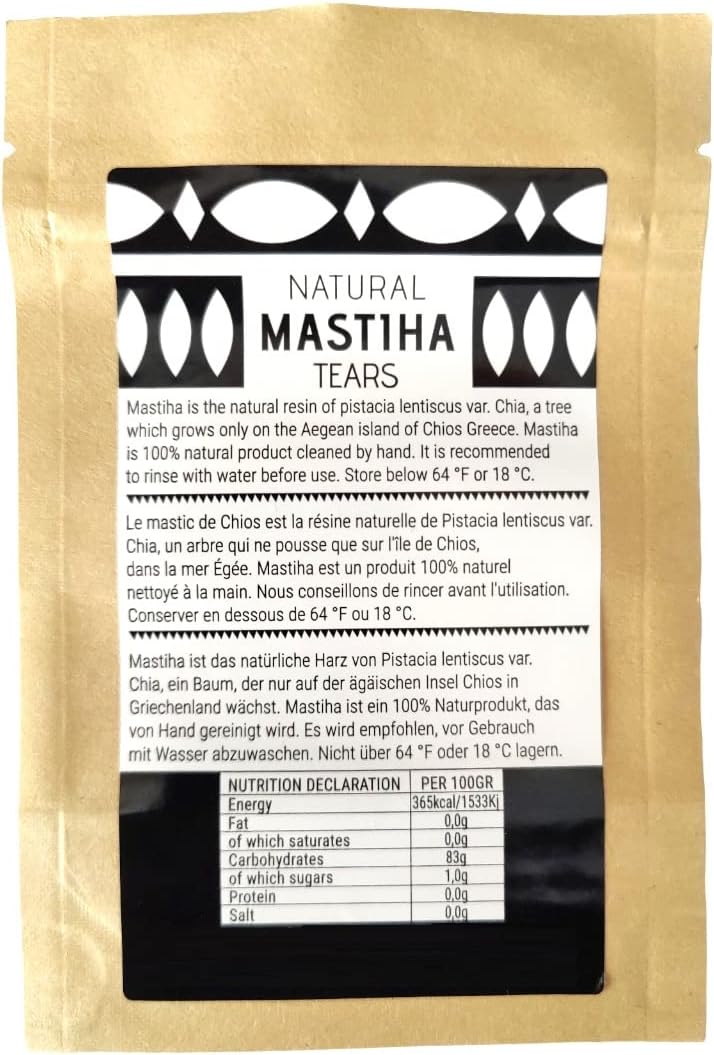 NATURAL
MASTIHA
TEARS
Mastiha is the natural resin of pistacia lentiscus var. Chia, a tree
which grows only on the Aegean island of Chios Greece. Mastiha
is 100% natural product cleaned by hand. It is recommended
to rinse with water before use. Store below 64 °F or 18 °C.
Le mastic de Chios est la résine naturelle de Pistacia lentiscus var.
Chia, un arbre qui ne pousse que sur l'île de Chios,
dans la mer Égée. Mastiha est un produit 100% naturel
nettoyé à la main. Nous conseillons de rincer avant l'utilisation.
Conserver en dessous de 64 °F ou 18 °C.
Mastiha ist das natürliche Harz von Pistacia lentiscus var.
Chia, ein Baum, der nur auf der ägäischen Insel Chios in
Griechenland wächst. Mastiha ist ein 100% Naturprodukt, das
von Hand gereinigt wird. Es wird empfohlen, vor Gebrauch
mit Wasser abzuwaschen. Nicht über 64 °F oder 18 °C lagern.
NUTRITION DECLARATION PER 100GR
Energy 365kcal/1533Kj
Fat 0,0g
of which saturates 0,0g
Carbohydrates 83g
of which sugars 1,0g
Protein 0,0g
Salt 0,0g